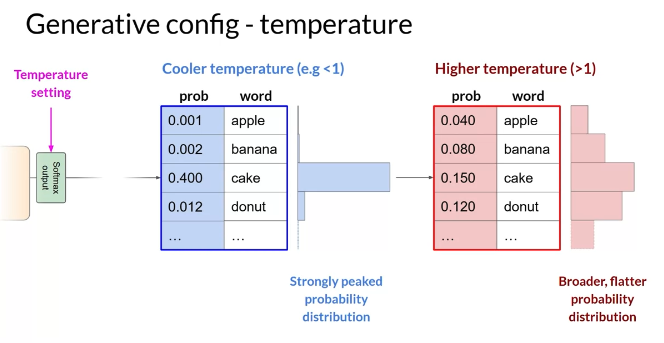 Generative config - temperature
Temperature
setting
Softmax
output
Cooler temperature (e.g <1)
prob word
0.001 apple
0.002 banana
0.400 cake
0.012 donut
... ...
Strongly peaked
probability
distribution
Higher temperature (>1)
prob word
0.040 apple
0.080 banana
0.150 cake
0.120 donut
... ...
Broader, flatter
probability
distribution